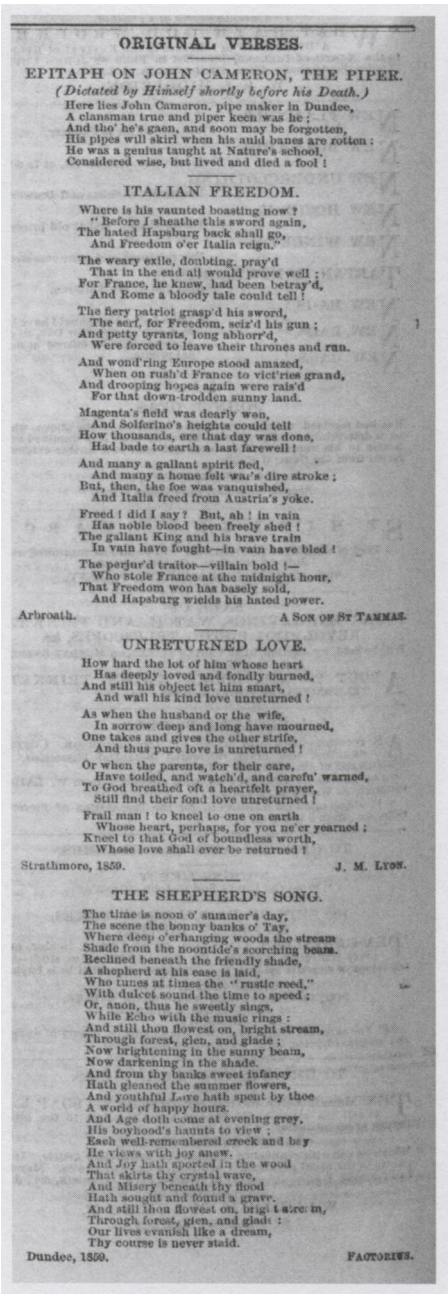 ORIGINAL VERSES.
EPITAPH ON JOHN CAMERON, THE PIPER.
(Dictated by Himself shortly before his Death.)
Here lies John Cameron, pipe maker in Dundee,
A clansman true and piper keen was he ;
And tho' he's gaen, and soon may be forgotten,
His pipes will skirl when his auld banes are rotten :
He was a genius taught at Nature's school,
Considered wise, but lived and died a fool !
ITALIAN FREEDOM.
Where is his vaunted boasting now ?
" Before I sheathe this sword again,
The hated Hapsburg back shall go,
And Freedom o'er Italia reign."
The weary exile, doubting, pray'd
That in the end all would prove well ;
For France, he knew, had been betray'd,
And Rome a bloody tale could tell !
The fiery patriot grasp'd his sword,
The serf, for Freedom, seiz'd his gun ;
And petty tyrants, long abhorr'd,
Were forced to leave their thrones and run.
And wond'ring Europe stood amazed,
When on rush'd France to vict'ries grand,
And drooping hopes again were rais'd
For that down-trodden sunny land.
Magenta's field was dearly won,
And Solferino's heights could tell
How thousands, ere that day was done,
Had bade to earth a last farewell !
And many a gallant spirit fled,
And many a home felt war's dire stroke ;
But, then, the foe was vanquished,
And Italia freed from Austria's yoke.
Freed ! did I say ? But, ah ! in vain
Has noble blood been freely shed !
The gallant King and his brave train
In vain have fought—in vain have bled !
The perjur'd traitor—villain bold !—
Who stole France at the midnight hour,
That Freedom won has basely sold,
And Hapsburg wields his hated power.
Arbroath. A SON OF ST TAMMAS.
UNRETURNED LOVE.
How hard the lot of him whose heart
Has deeply loved and fondly burned,
And still his object let him smart,
And wail his kind love unreturned !
As when the husband or the wife,
In sorrow deep and long have mourned,
One takes and gives the other strife,
And thus pure love is unreturned !
Or when the parents, for their care,
Have toiled, and watch'd, and carefu' warned,
To God breathed oft a heartfelt prayer,
Still find their fond love unreturned !
Frail man ! to kneel to one on earth
Whose heart, perhaps, for you ne'er yearned ;
Kneel to that God of boundless worth,
Whose love shall ever be returned !
Strathmore, 1859. J. M. LYON.
THE SHEPHERD'S SONG.
The time is noon o' summer's day,
The scene the bonny banks o' Tay,
Where deep o'erhanging woods the stream
Shade from the noontide's scorching beam.
Reclined beneath the friendly shade,
A shepherd at his ease is laid,
Who tunes at times the " rustic reed,"
With dulcet sound the time to speed ;
Or, anon, thus he sweetly sings,
While Echo with the music rings :
And still thou flowest on, bright stream,
Through forest, glen, and glade ;
Now brightening in the sunny beam,
Now darkening in the shade.
And from thy banks sweet infancy
Hath gleaned the summer flowers,
And youthful Love hath spent by thee
A world of happy hours.
And Age doth come at evening grey,
His boyhood's haunts to view ;
Each well-remembered creek and bay
He views with joy anew.
And Joy hath sported in the wood
That skirts thy crystal wave,
And Misery beneath thy flood
Hath sought and found a grave.
And still thou flowest on, bright stream,
Through forest, glen, and glade :
Our lives evanish like a dream,
Thy course is never staid.
Dundee, 1859. FACTORIUS.